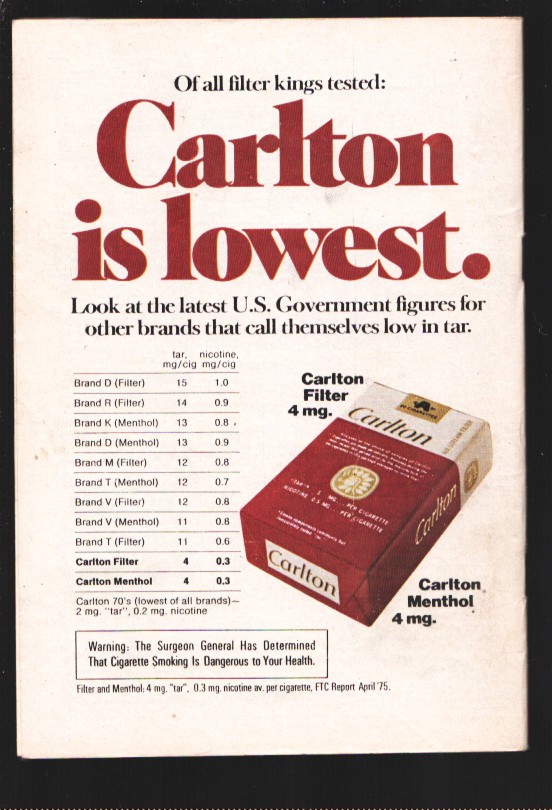 Of all filter kings tested:
Carlton
is lowest.
Look at the latest U.S. Government figures for
other brands that call themselves low in tar.
tar, nicotine,
mg/cig mg/cig
Brand D (Filter) 15 1.0
Brand R (Filter) 14 0.9
Brand K (Menthol) 13 0.8
Brand D (Menthol) 13 0.9
Brand M (Filter) 12 0.8
Brand T (Menthol) 12 0.7
Brand V (Filter) 12 0.8
Brand V (Menthol) 11 0.8
Brand T (Filter) 11 0.6
Carlton Filter 4 0.3
Carlton Menthol 4 0.3
Carlton 70's (lowest of all brands)—
2 mg. "tar", 0.2 mg. nicotine
Carlton
Filter
4 mg.
Carlton
PER CIGARETTE
NICOTINE PER CIGARETTE
Carlton
Carlton
Carlton
Menthol
4 mg.
Warning: The Surgeon General Has Determined
That Cigarette Smoking Is Dangerous to Your Health.
Filter and Menthol: 4 mg. "tar", 0.3 mg. nicotine av. per cigarette, FTC Report April '75.